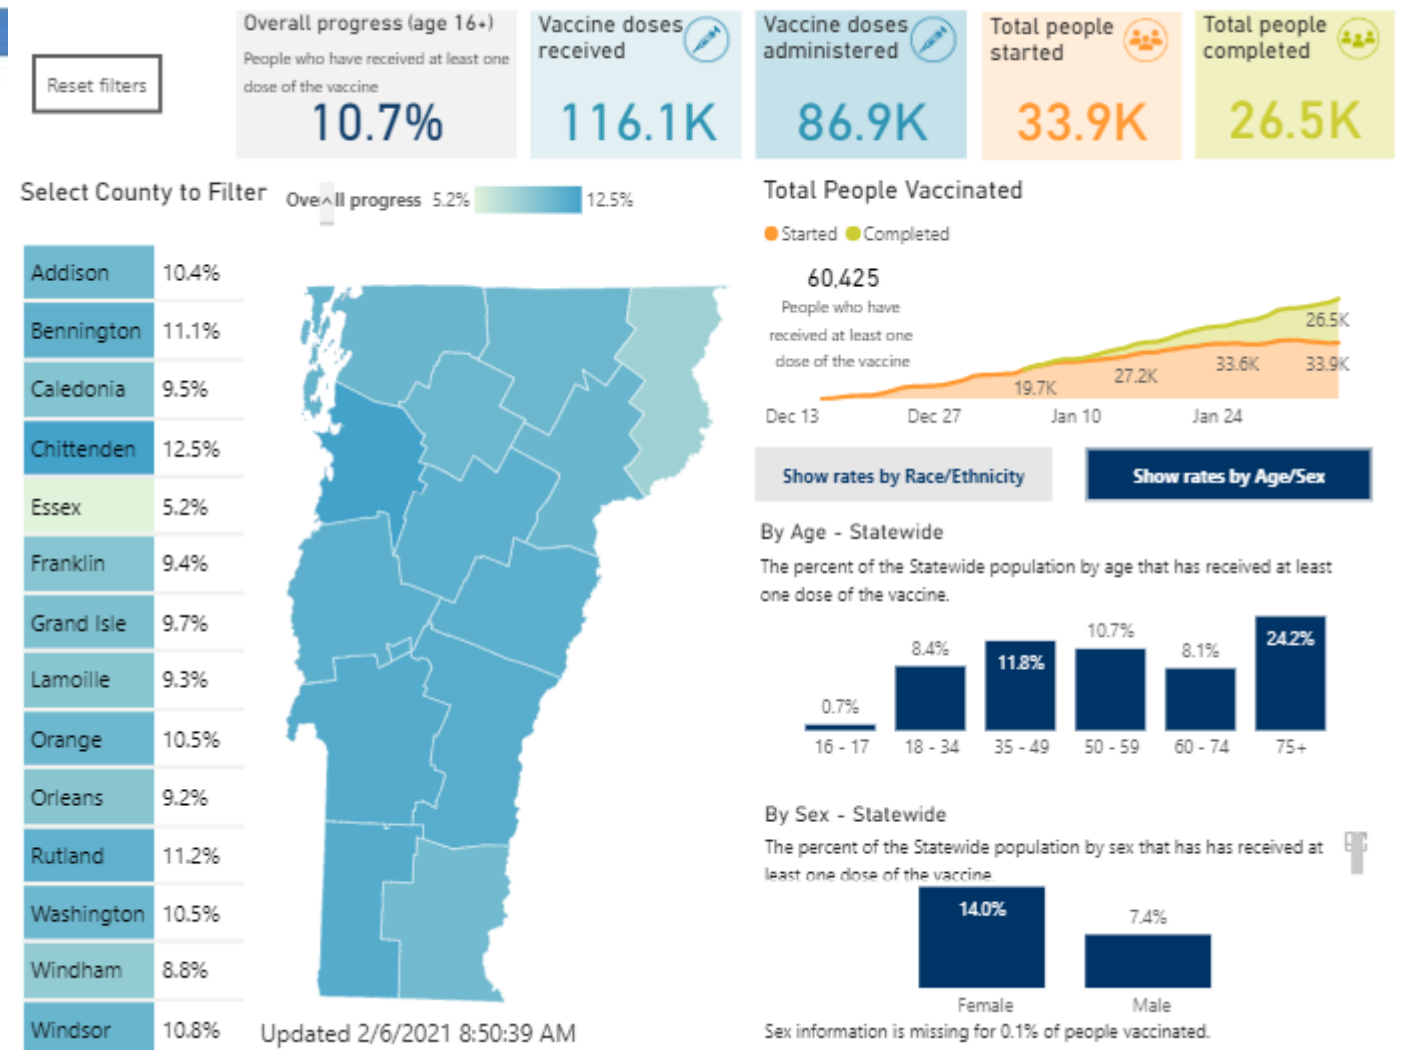 Reset filters
Overall progress (age 16+)
People who have received at least one
dose of the vaccine
10.7%
Vaccine doses
received
116.1K
Vaccine doses
administered
86.9K
Total people
started
33.9K
Total people
completed
26.5K
Select County to Filter
Overall progress 5.2% 12.5%
Addison 10.4%
Bennington 11.1%
Caledonia 9.5%
Chittenden 12.5%
Essex 5.2%
Franklin 9.4%
Grand Isle 9.7%
Lamoille 9.3%
Orange 10.5%
Orleans 9.2%
Rutland 11.2%
Washington 10.5%
Windham 8.8%
Windsor 10.8%
Updated 2/6/2021 8:50:39 AM
Total People Vaccinated
Started Completed
60,425
People who have
received at least one
dose of the vaccine
26.5K
19.7K 27.2K 33.6K 33.9K
Dec 13 Dec 27 Jan 10 Jan 24
Show rates by Race/Ethnicity
Show rates by Age/Sex
By Age - Statewide
The percent of the Statewide population by age that has received at least
one dose of the vaccine.
0.7% 8.4% 11.8% 10.7% 8.1% 24.2%
16 - 17 18 - 34 35 - 49 50 - 59 60 - 74 75+
By Sex - Statewide
The percent of the Statewide population by sex that has has received at
least one dose of the vaccine.
14.0% 7.4%
Female Male
Sex information is missing for 0.1% of people vaccinated.